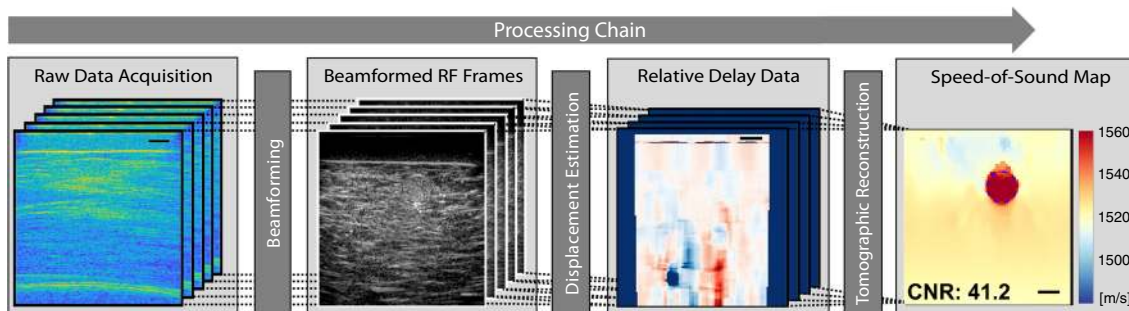 Processing Chain
Raw Data Acquisition
Beamforming
Beamformed RF Frames
Displacement Estimation
Relative Delay Data
Tomographic Reconstruction
Speed-of-Sound Map
1560
1540
1520
1500
[m/s]
CNR: 41.2